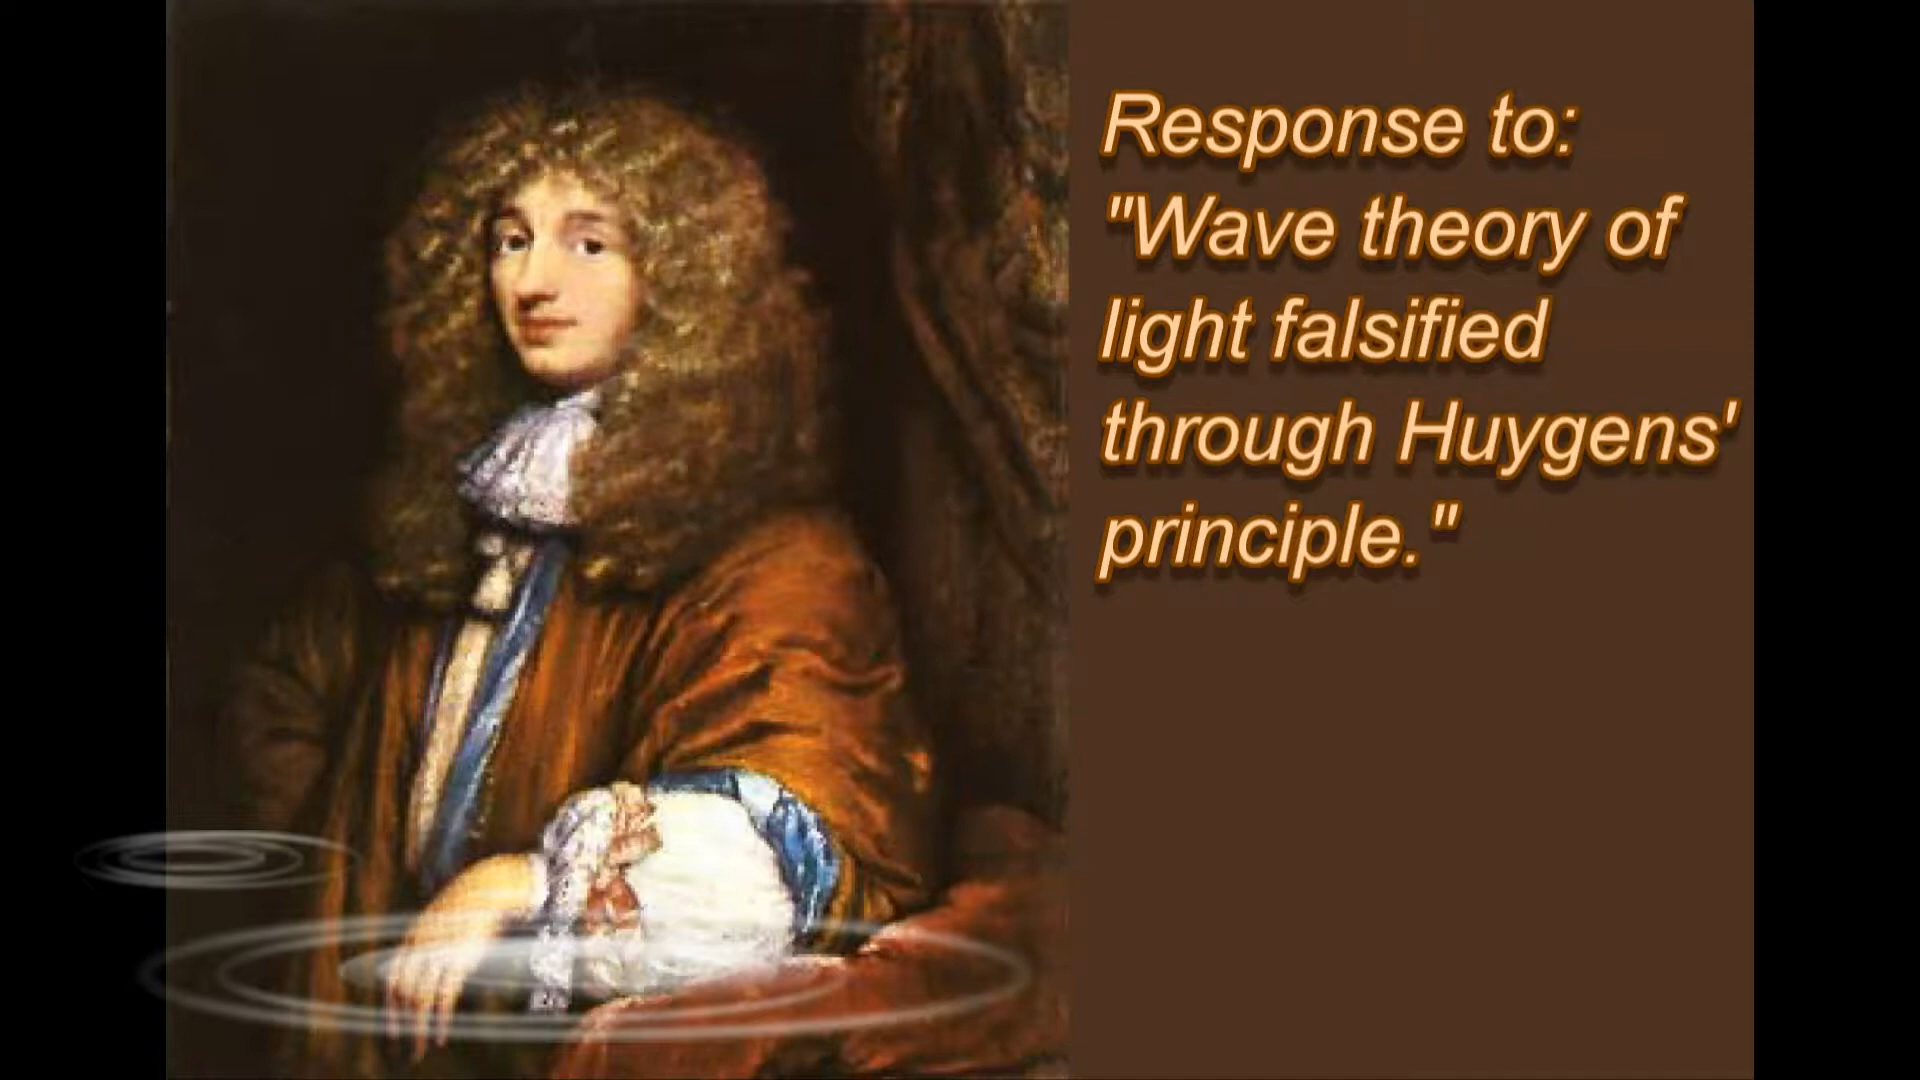 Response to:
"Wave theory of
light falsified
through Huygens'
principle."